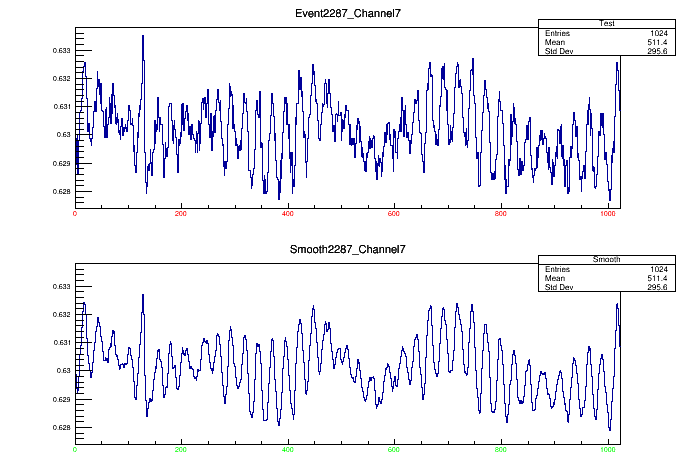 Event2287_Channel7
Test
Entries 1024
Mean 511.4
Std Dev 295.6
0.633
0.632
0.631
0.63
0.629
0.628
0 200 400 600 800 1000
Smooth2287_Channel7
Smooth
Entries 1024
Mean 511.4
Std Dev 295.6
0.633
0.632
0.631
0.63
0.629
0.628
0 200 400 600 800 1000